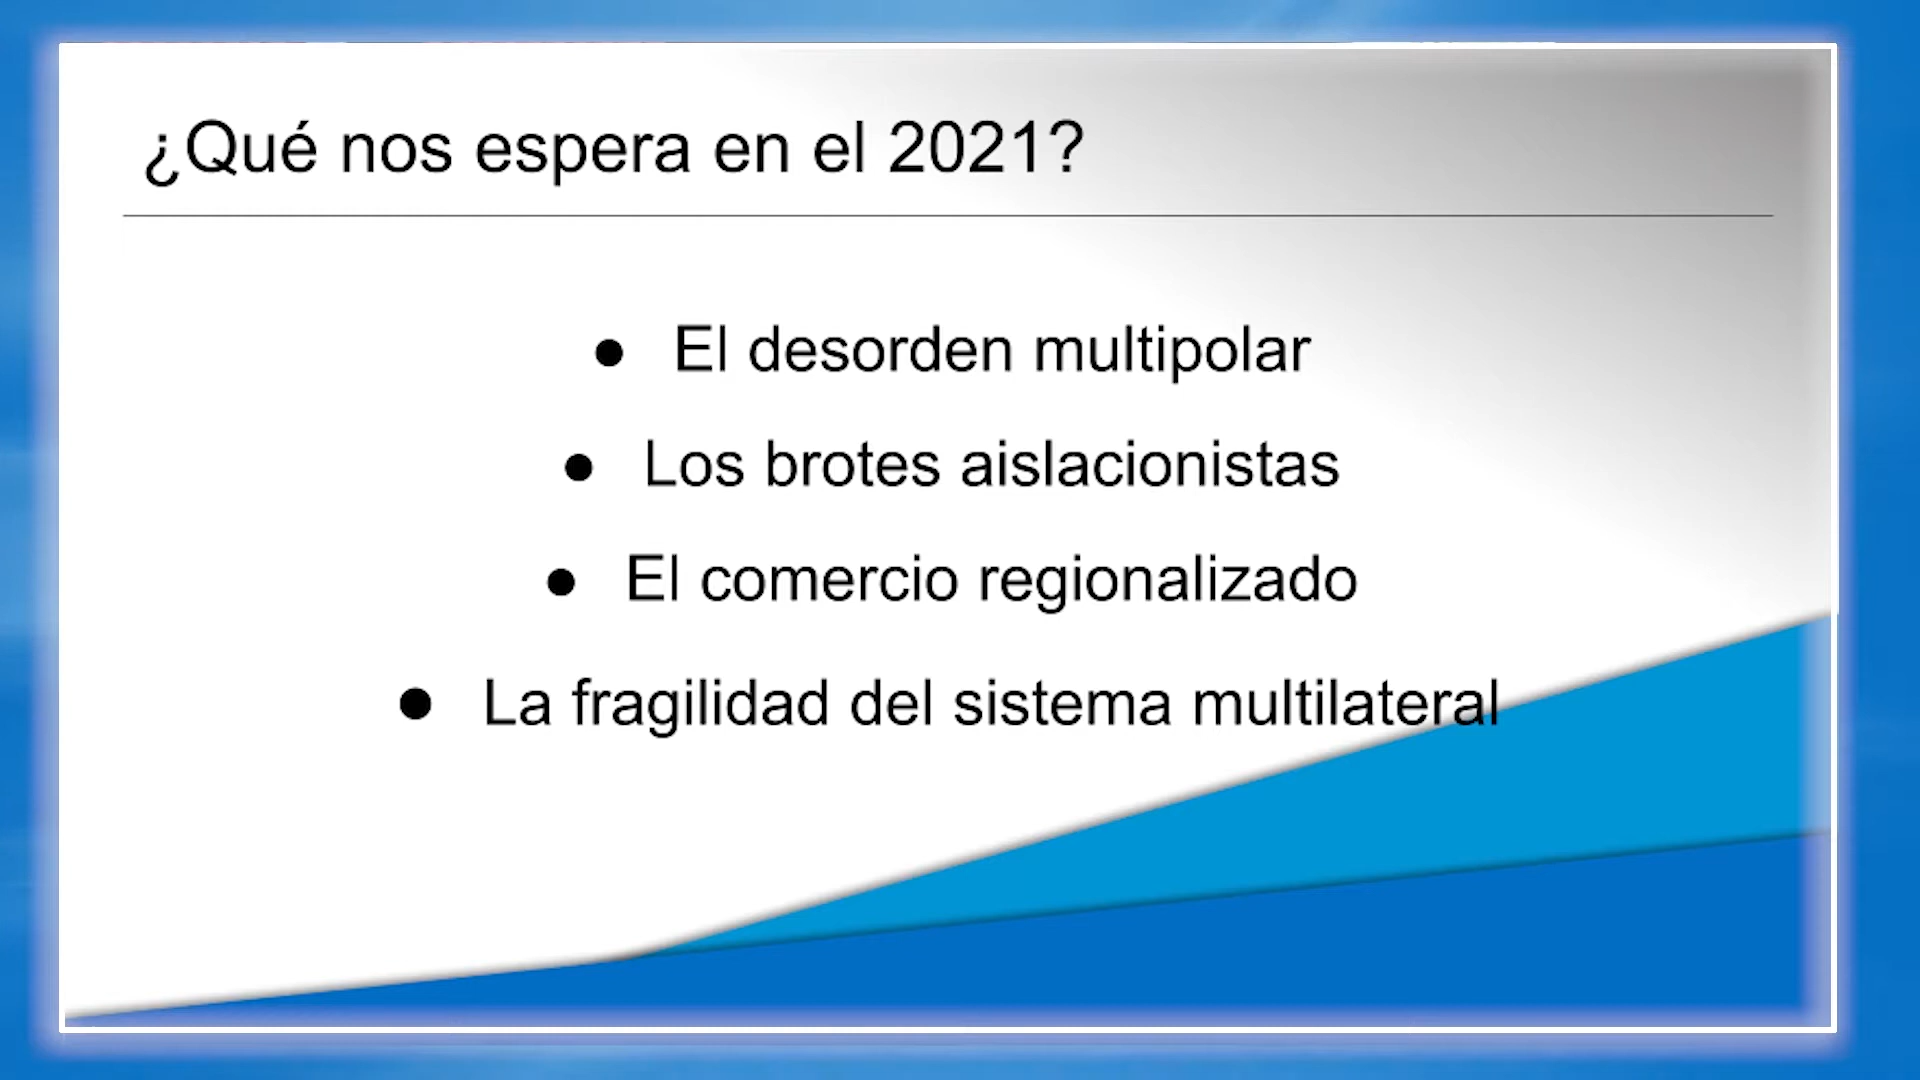 ¿Qué nos espera en el 2021?
● El desorden multipolar
● Los brotes aislacionistas
● El comercio regionalizado
● La fragilidad del sistema multilateral